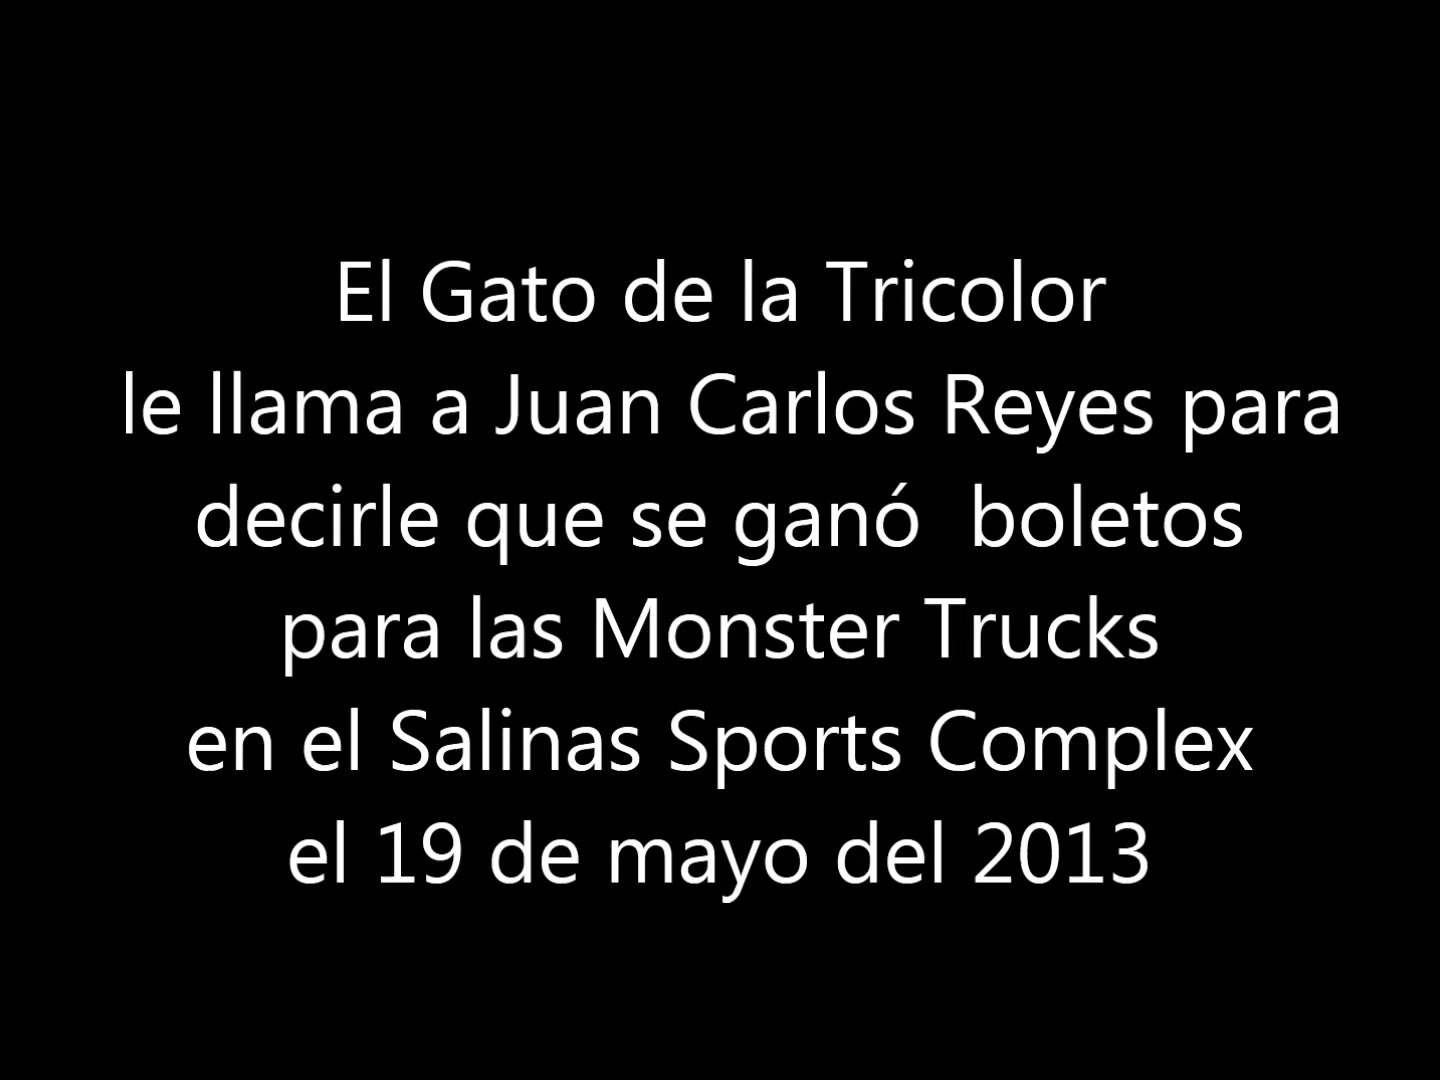 El Gato de la Tricolor
le llama a Juan Carlos Reyes para
decirle que se ganó  boletos
para las Monster Trucks
en el Salinas Sports Complex
el 19 de mayo del 2013